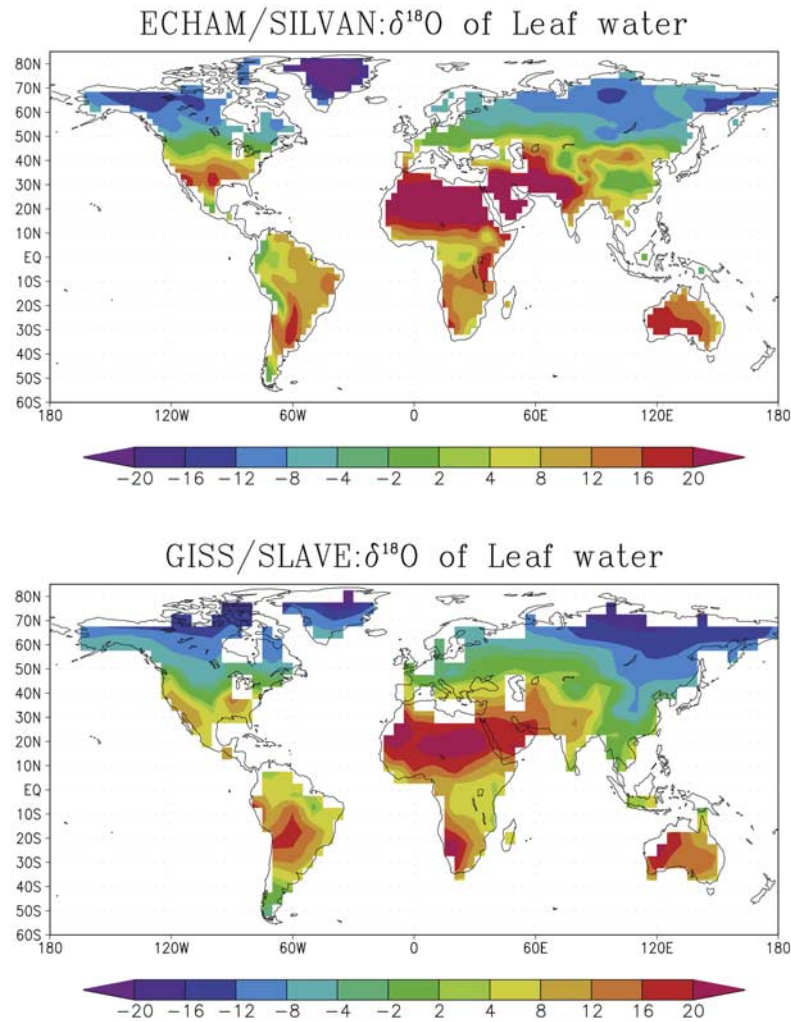 ECHAM/SILVAN:δ¹⁸O of Leaf water
80N
70N
60N
50N
40N
30N
20N
10N
EQ
10S
20S
30S
40S
50S
60S
180 120W 60W 0 60E 120E 180
−20 −16 −12 −8 −4 −2 2 4 8 12 16 20
GISS/SLAVE:δ¹⁸O of Leaf water
80N
70N
60N
50N
40N
30N
20N
10N
EQ
10S
20S
30S
40S
50S
60S
180 120W 60W 0 60E 120E 180
−20 −16 −12 −8 −4 −2 2 4 8 12 16 20